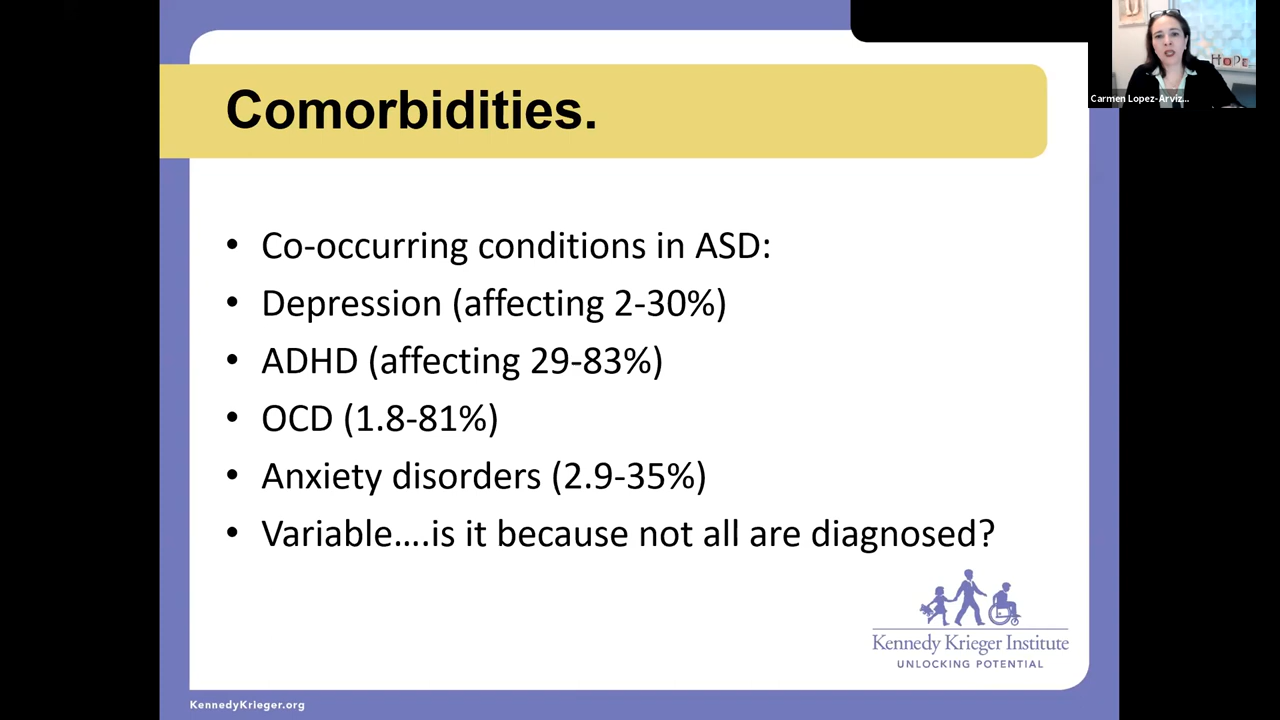 Comorbidities.
Carmen Lopez-Arviz...
HOPE
• Co-occurring conditions in ASD:
• Depression (affecting 2-30%)
• ADHD (affecting 29-83%)
• OCD (1.8-81%)
• Anxiety disorders (2.9-35%)
• Variable....is it because not all are diagnosed?
Kennedy Krieger Institute
UNLOCKING POTENTIAL
KennedyKrieger.org